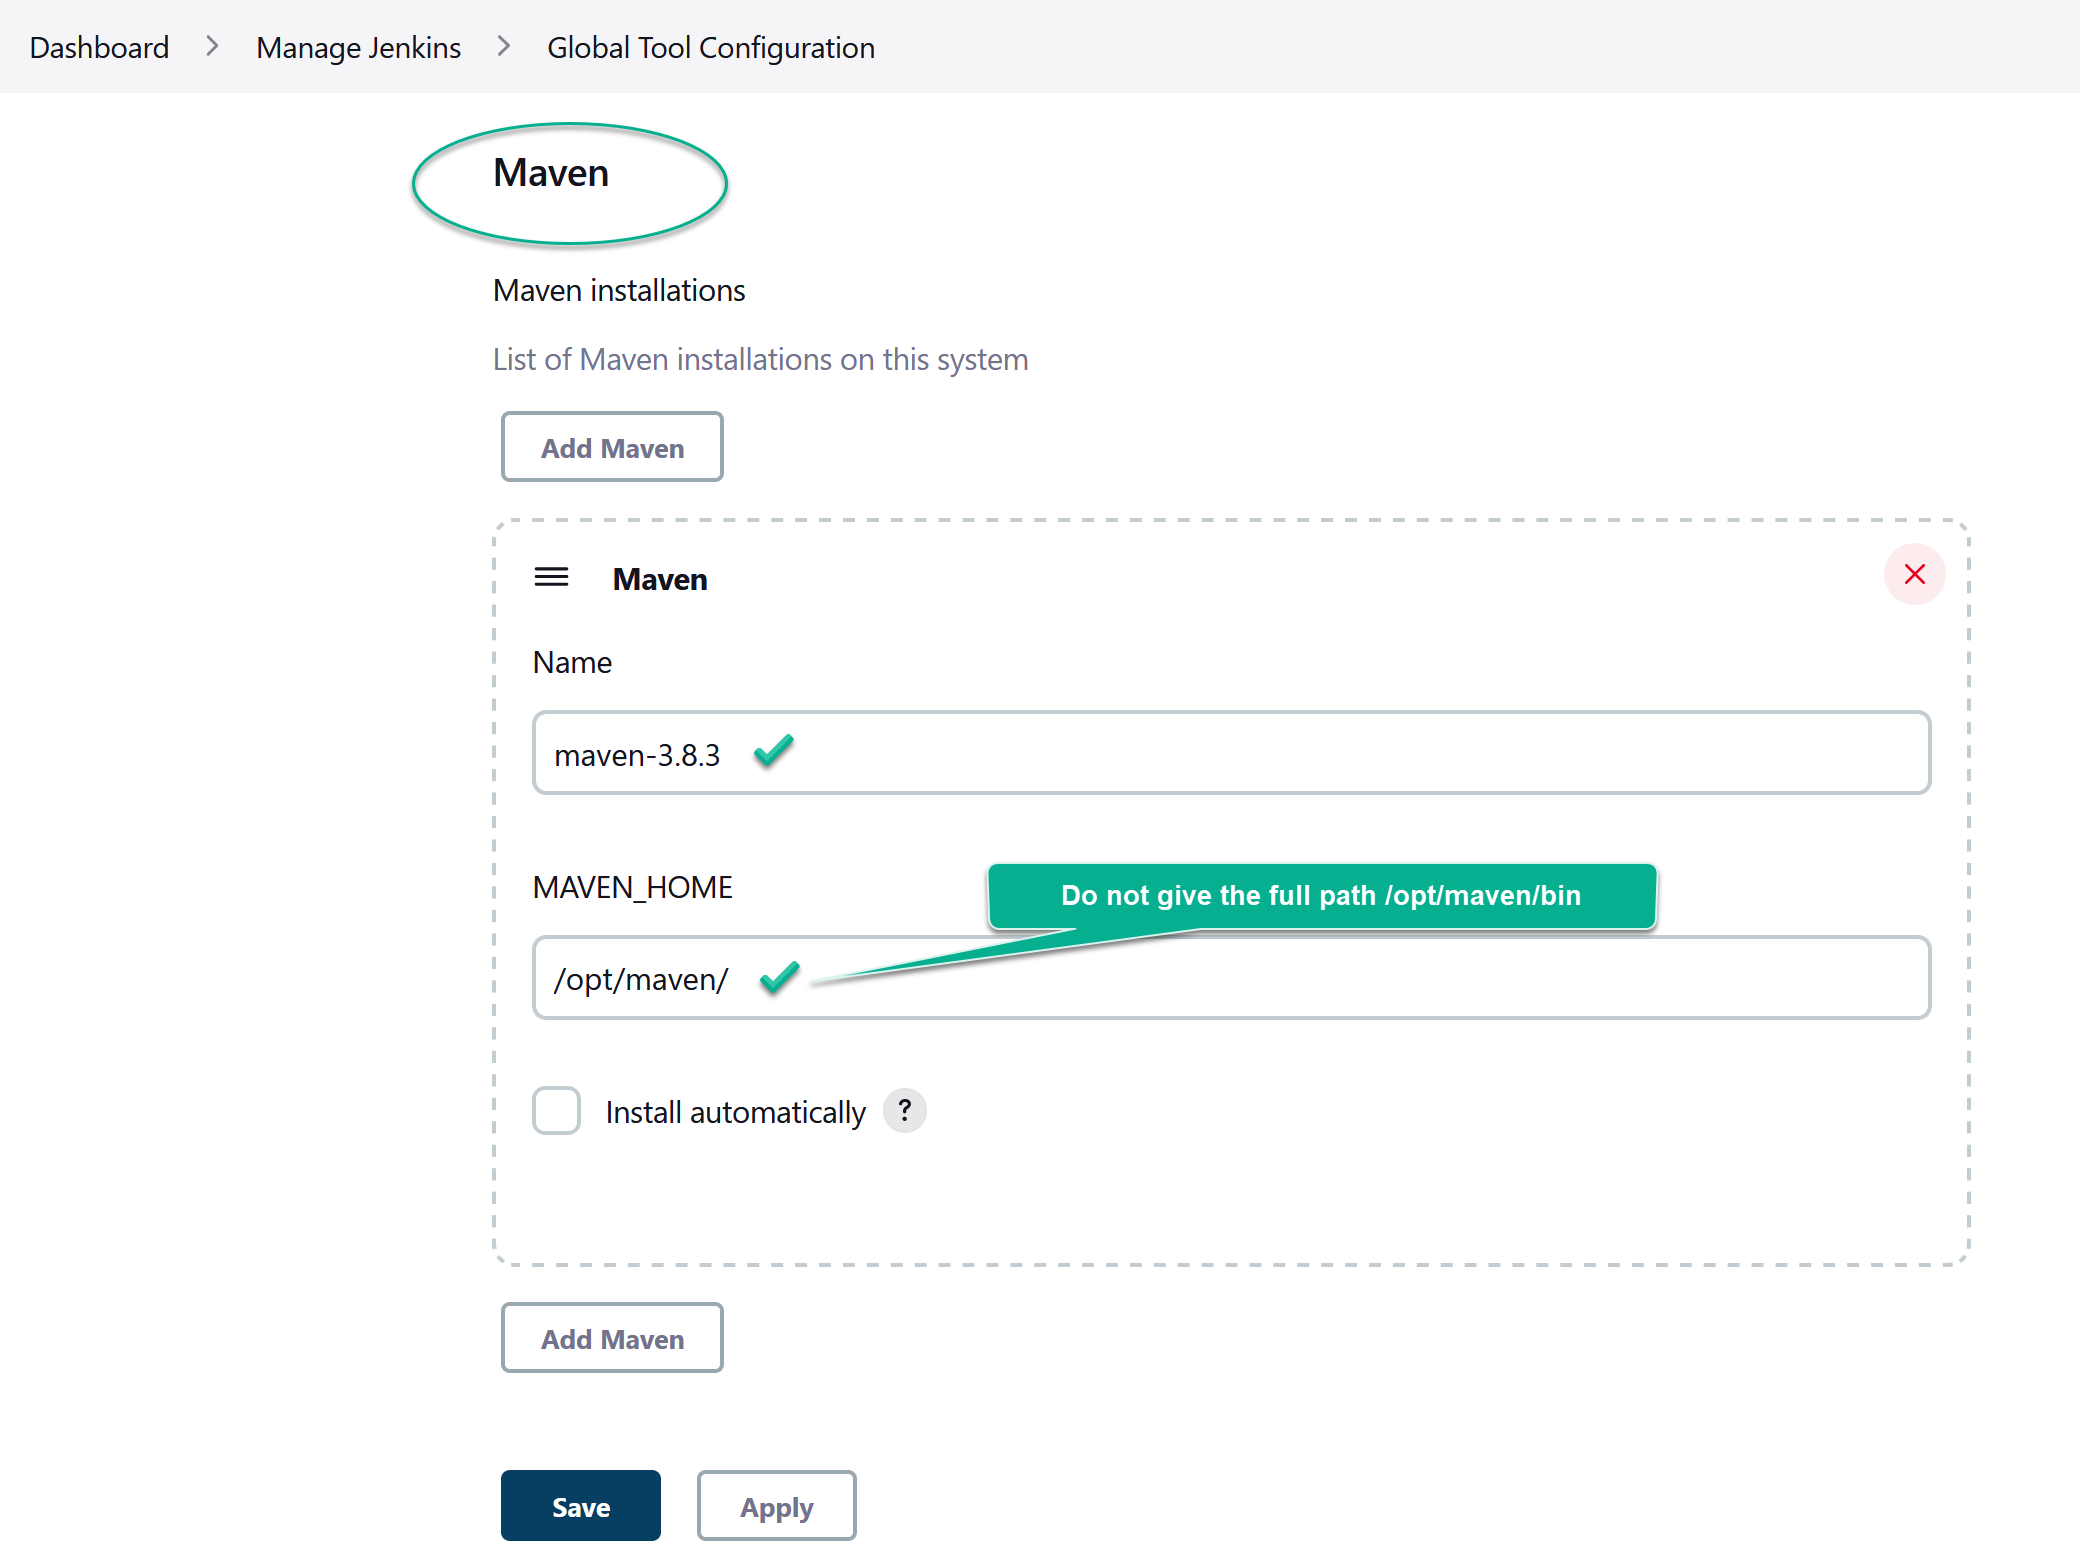 Dashboard > Manage Jenkins > Global Tool Configuration
Maven
Maven installations
List of Maven installations on this system
Add Maven
Maven
Name
maven-3.8.3
MAVEN_HOME
Do not give the full path /opt/maven/bin
/opt/maven/
Install automatically ?
Add Maven
Save Apply